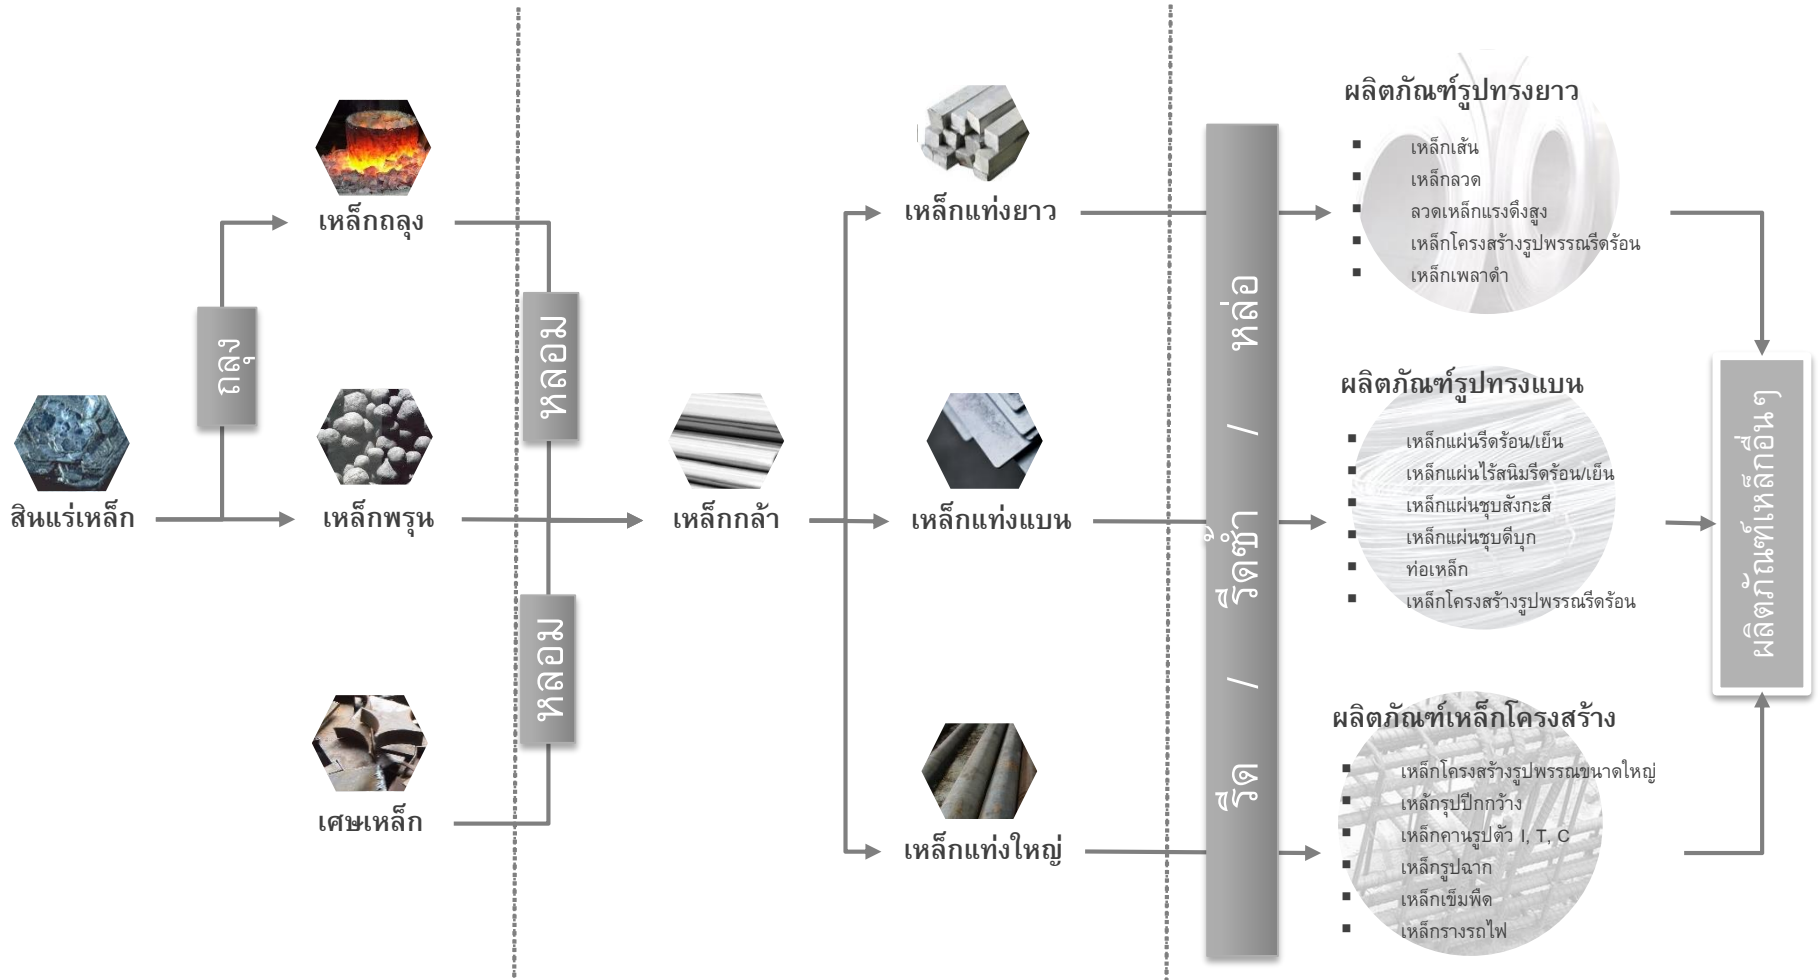 สินแร่เหล็ก
ถลุง
เหล็กถลุง
เหล็กพรุน
เศษเหล็ก
หลอม
หลอม
เหล็กกล้า
เหล็กแท่งยาว
เหล็กแท่งแบน
เหล็กแท่งใหญ่
รีด / รีดซ้ำ / หล่อ
ผลิตภัณฑ์รูปทรงยาว
▪ เหล็กเส้น
▪ เหล็กลวด
▪ ลวดเหล็กแรงดึงสูง
▪ เหล็กโครงสร้างรูปพรรณรีดร้อน
▪ เหล็กเพลาดำ
ผลิตภัณฑ์รูปทรงแบน
▪ เหล็กแผ่นรีดร้อน/เย็น
▪ เหล็กแผ่นไร้สนิมรีดร้อน/เย็น
▪ เหล็กแผ่นชุบสังกะสี
▪ เหล็กแผ่นชุบดีบุก
▪ ท่อเหล็ก
▪ เหล็กโครงสร้างรูปพรรณรีดร้อน
ผลิตภัณฑ์เหล็กโครงสร้าง
▪ เหล็กโครงสร้างรูปพรรณขนาดใหญ่
▪ เหล้กรุปปีกกว้าง
▪ เหล็กคานรูปตัว I, T, C
▪ เหล็กรูปฉาก
▪ เหล็กเข็มพืด
▪ เหล็กรางรถไฟ
ผลิตภัณฑ์เหล็กอื่นๆ